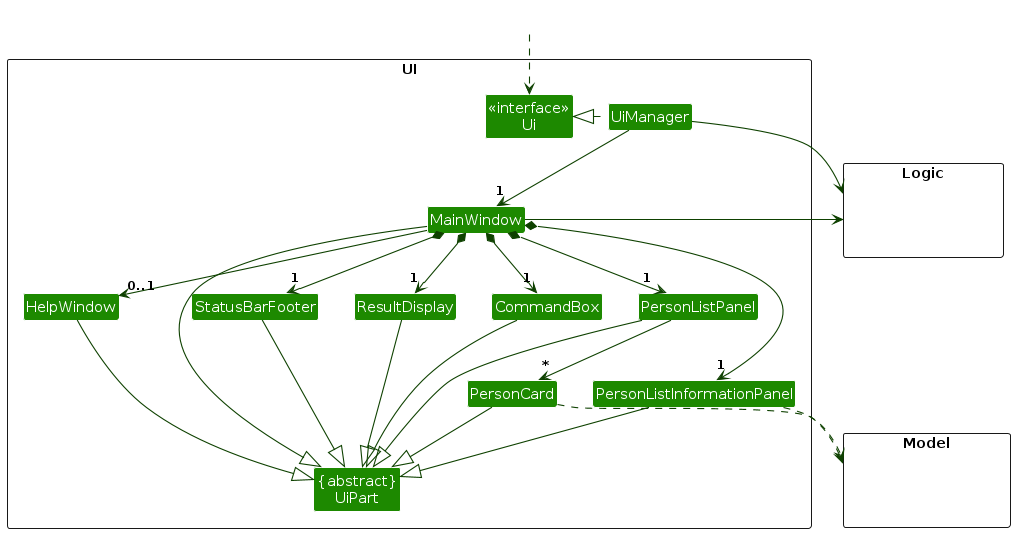 UI
«interface»
Ui
UiManager
Logic
1
MainWindow
0..1
1
1
1
1
HelpWindow
StatusBarFooter
ResultDisplay
CommandBox
PersonListPanel
*
1
PersonCard
PersonListInformationPanel
Model
{abstract}
UiPart